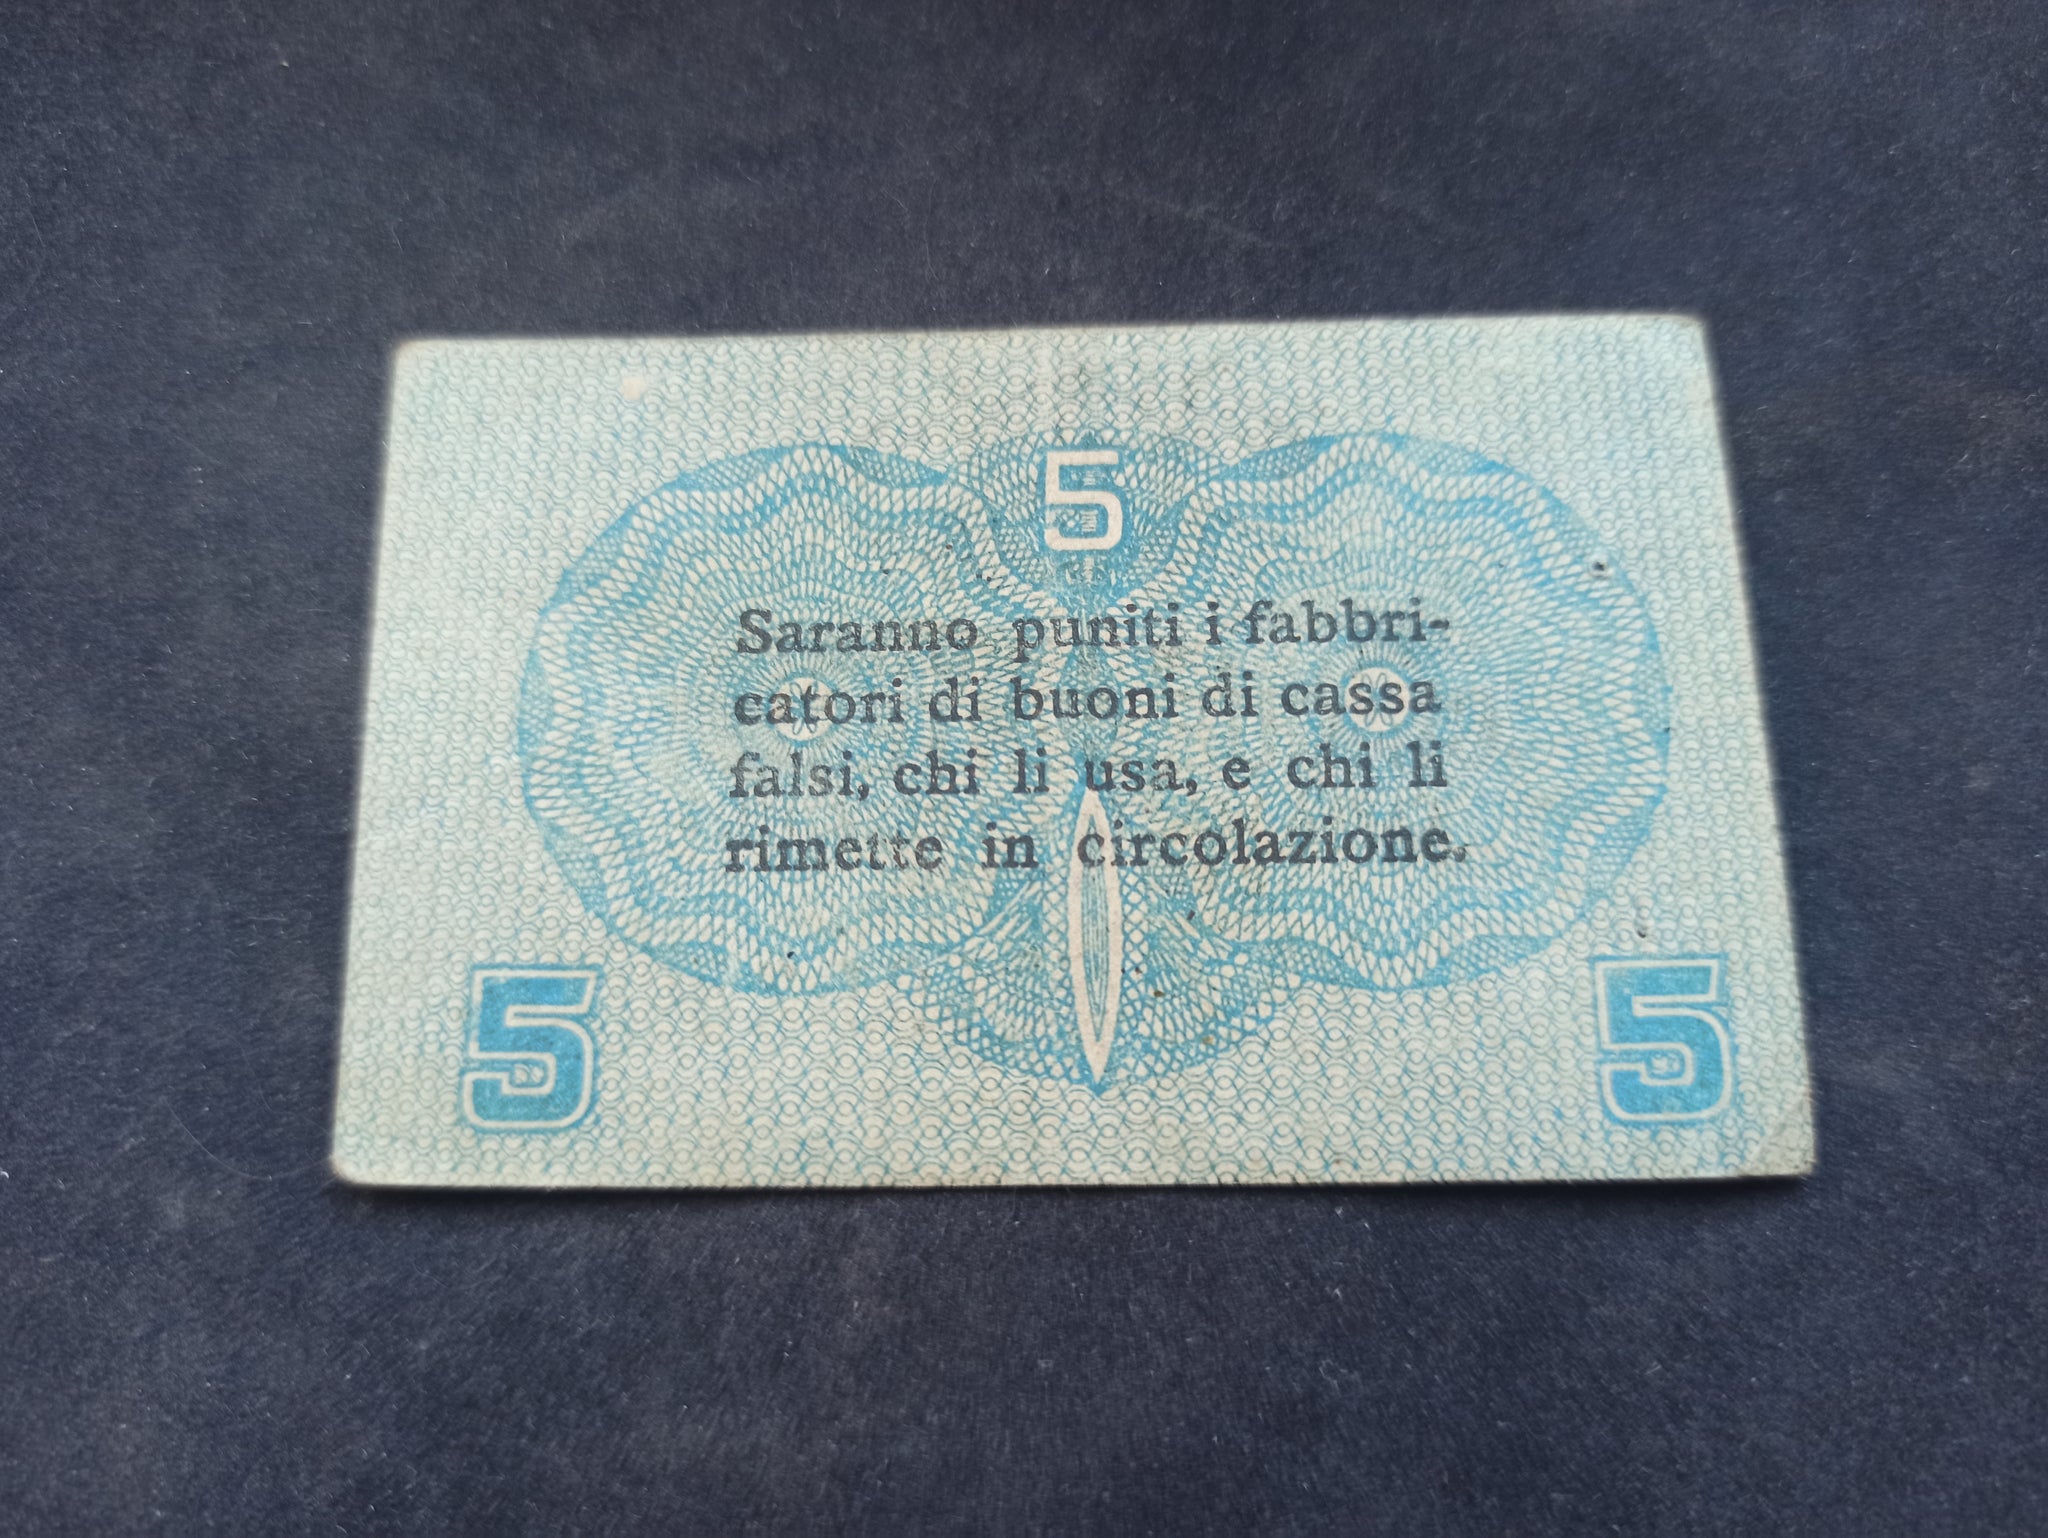 5
Saranno puniti i fabbri-
catori di buoni di cassa
falsi, chi li usa, e chi li
rimette in circolazione.
5 5